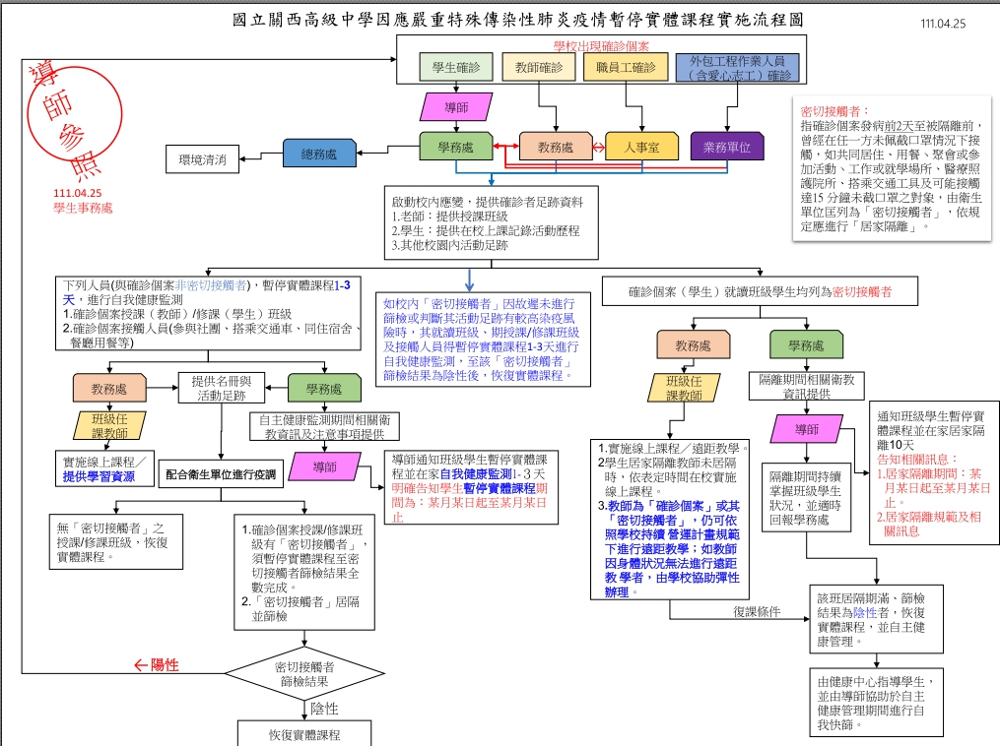 國立關西高級中學因應嚴重特殊傳染性肺炎疫情暫停實體課程實施流程圖
111.04.25
導師參照
111.04.25
學生事務處
學校出現確診個案
學生確診
教師確診
職員工確診
外包工程作業人員
（含愛心志工）確診
導師
環境清消
總務處
學務處
教務處
人事室
業務單位
密切接觸者：
指確診個案發病前2天至被隔離前，
曾經在任一方未佩戴口罩情況下接
觸，如共同居住、用餐、聚會或參
加活動、工作或就學場所、醫療照
護院所、搭乘交通工具及可能接觸
達15 分鐘未戴口罩之對象，由衛生
單位匡列為「密切接觸者」，依規
定應進行「居家隔離」。
啟動校內應變，提供確診者足跡資料
1.老師：提供授課班級
2.學生：提供在校上課記錄活動歷程
3.其他校園內活動足跡
下列人員(與確診個案非密切接觸者)，暫停實體課程1-3
天，進行自我健康監測
1.確診個案授課（教師）/修課（學生）班級
2.確診個案接觸人員(參與社團、搭乘交通車、同住宿舍、
餐廳用餐等)
如校內「密切接觸者」因故遲未進行
篩檢或判斷其活動足跡有較高染疫風
險時，其就讀班級、期授課/修課班級
及接觸人員得暫停實體課程1-3天進行
自我健康監測，至該「密切接觸者」
篩檢結果為陰性後，恢復實體課程。
確診個案（學生）就讀班級學生均列為密切接觸者
教務處
提供名冊與
活動足跡
學務處
班級任
課教師
自主健康監測期間相關衛
教資訊及注意事項提供
實施線上課程／
提供學習資源
配合衛生單位進行疫調
導師
導師通知班級學生暫停實體課
程並在家自我健康監測1-３天
明確告知學生暫停實體課程期
間為：某月某日起至某月某日
止
無「密切接觸者」之
授課/修課班級，恢復
實體課程。
1.確診個案授課/修課班
級有「密切接觸者」，
須暫停實體課程至密
切接觸者篩檢結果全
數完成。
2.「密切接觸者」居隔
並篩檢
密切接觸者
篩檢結果
←陽性
陰性
恢復實體課程
教務處
學務處
班級任
課教師
隔離期間相關衛教
資訊提供
導師
1.實施線上課程／遠距教學。
2學生居家隔離教師未居隔
時，依表定時間在校實施
線上課程。
3.教師為「確診個案」或其
「密切接觸者」，仍可依
照學校持續 營運計畫規範
下進行遠距教學；如教師
因身體狀況無法進行遠距
教 學者，由學校協助彈性
辦理。
隔離期間持續
掌握班級學生
狀況，並適時
回報學務處
通知班級學生暫停實
體課程並在家居家隔
離10天
告知相關訊息：
1.居家隔離期間：某
月某日起至某月某日
止。
2.居家隔離規範及相
關訊息
復課條件
該班居隔期滿、篩檢
結果為陰性者，恢復
實體課程，並自主健
康管理。
由健康中心指導學生，
並由導師協助於自主
健康管理期間進行自
我快篩。